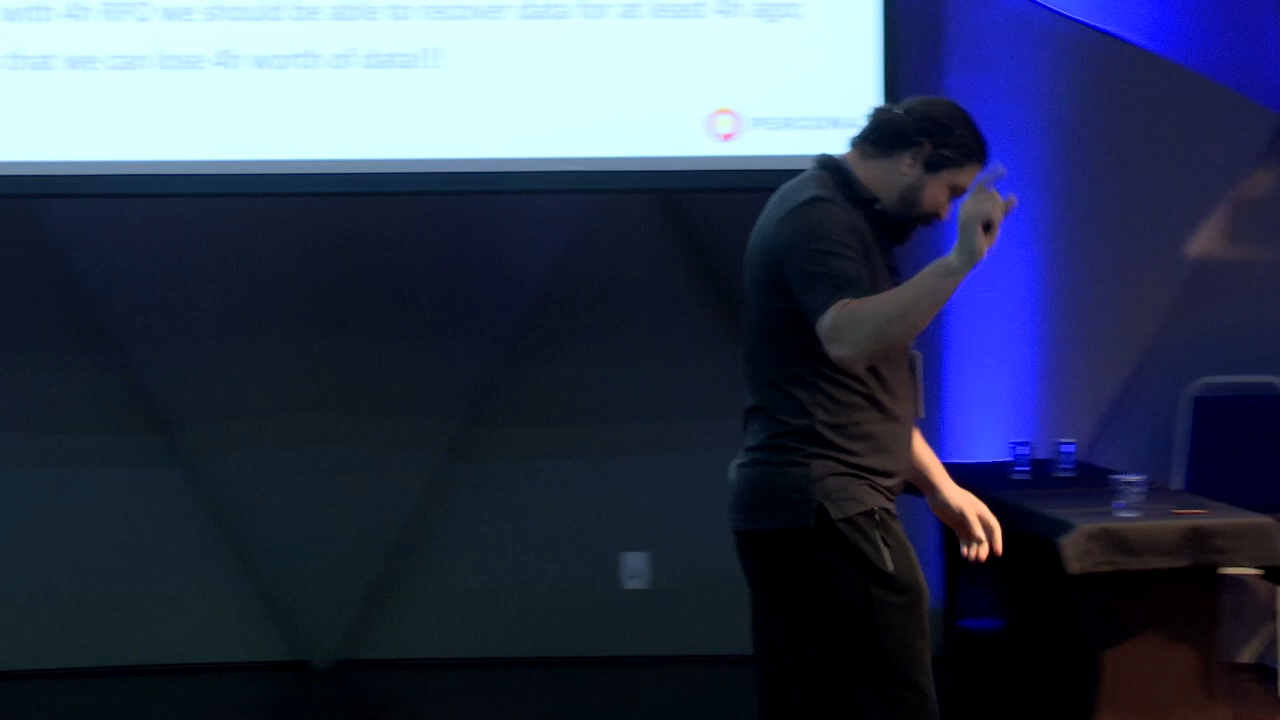 with 4h RPO we should be able to recover data for at least 4h ago,
that we can lose 4h worth of data!!!
PERCONA